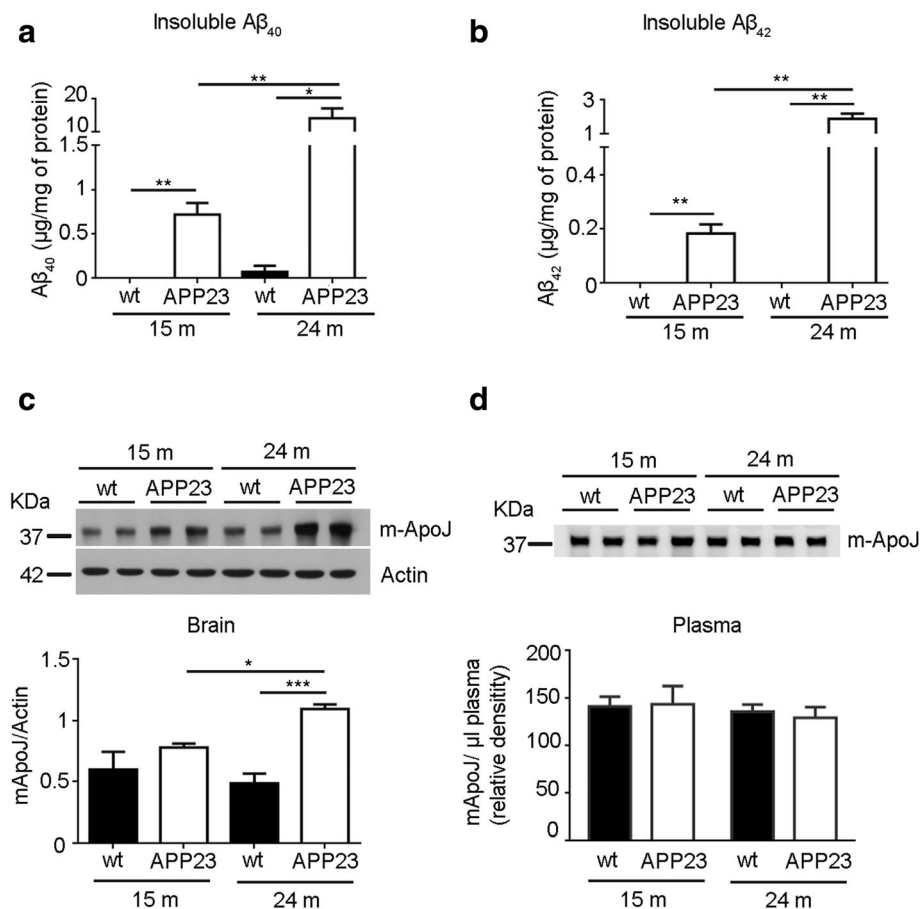 a
Insoluble Aβ40
**
*
**
20
10
1.5
1
0.5
0
Aβ40 (µg/mg of protein)
wt APP23 wt APP23
15 m 24 m
b
Insoluble Aβ42
**
**
**
3
1
0.4
0.2
0
Aβ42 (µg/mg of protein)
wt APP23 wt APP23
15 m 24 m
c
15 m 24 m
wt APP23 wt APP23
KDa
37 m-ApoJ
42 Actin
Brain
*
***
1.5
1
0.5
0
mApoJ/Actin
wt APP23 wt APP23
15 m 24 m
d
15 m 24 m
wt APP23 wt APP23
KDa
37 m-ApoJ
Plasma
200
150
100
50
0
mApoJ/ µl plasma
(relative densitity)
wt APP23 wt APP23
15 m 24 m